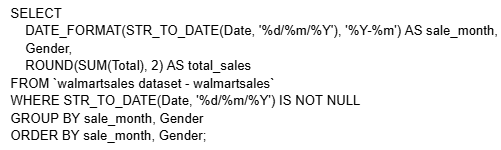 SELECT
DATE_FORMAT(STR_TO_DATE(Date, '%d/%m/%Y'), '%Y-%m') AS sale_month,
Gender,
ROUND(SUM(Total), 2) AS total_sales
FROM `walmartsales dataset - walmartsales`
WHERE STR_TO_DATE(Date, '%d/%m/%Y') IS NOT NULL
GROUP BY sale_month, Gender
ORDER BY sale_month, Gender;